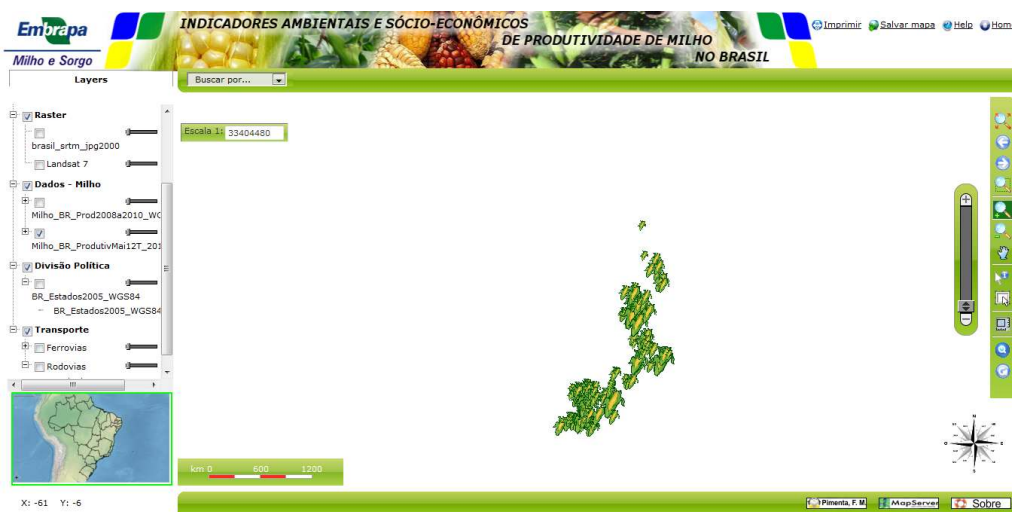 Embrapa
Milho e Sorgo
INDICADORES AMBIENTAIS E SÓCIO-ECONÔMICOS
DE PRODUTIVIDADE DE MILHO
NO BRASIL
Imprimir Salvar mapa Help Hom
Layers
Buscar por...
Escala 1: 33404480
Raster
brasil_srtm_jpg2000
Landsat 7
Dados - Milho
Milho_BR_Prod2008a2010_WG
Milho_BR_ProdutivMai12T_201
Divisão Política
BR_Estados2005_WGS84
BR_Estados2005_WGS84
Transporte
Ferrovias
Rodovias
km 0 600 1200
X: -61 Y: -6
Pimenta, F. M. MapServer Sobre